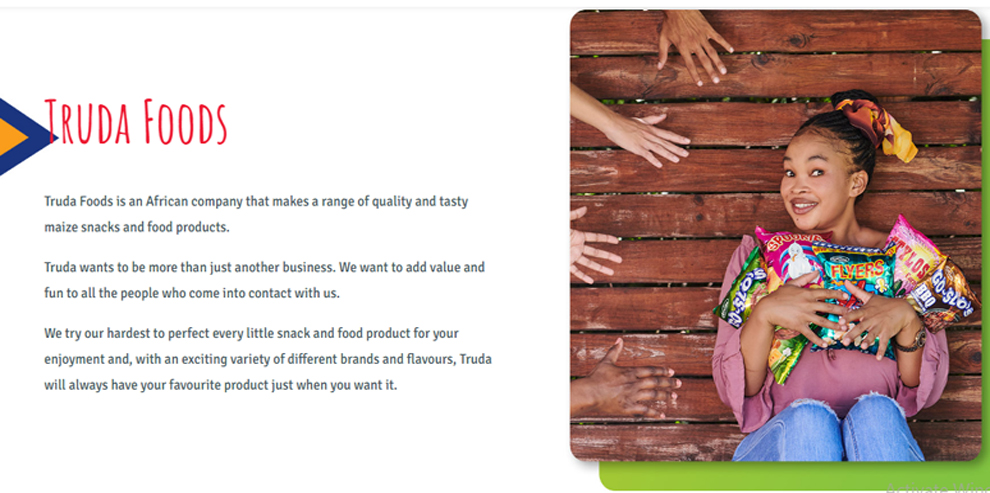 Truda Foods
Truda Foods is an African company that makes a range of quality and tasty
maize snacks and food products.
Truda wants to be more than just another business. We want to add value and
fun to all the people who come into contact with us.
We try our hardest to perfect every little snack and food product for your
enjoyment and, with an exciting variety of different brands and flavours, Truda
will always have your favourite product just when you want it.
FLYERS
BBQ